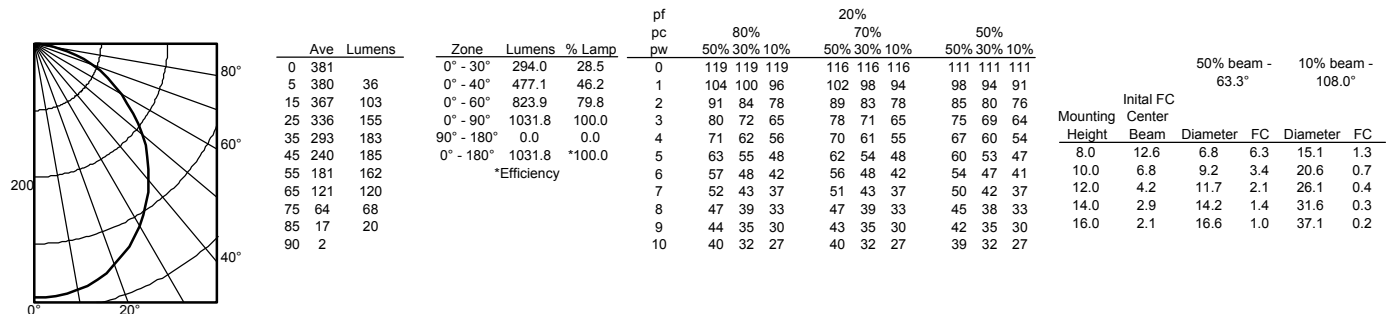 80°
60°
200
40°
0° 20°
Ave Lumens
0 381
5 380 36
15 367 103
25 336 155
35 293 183
45 240 185
55 181 162
65 121 120
75 64 68
85 17 20
90 2
Zone Lumens % Lamp
0° - 30° 294.0 28.5
0° - 40° 477.1 46.2
0° - 60° 823.9 79.8
0° - 90° 1031.8 100.0
90° - 180° 0.0 0.0
0° - 180° 1031.8 *100.0
*Efficiency
pf 20%
pc 80% 70% 50%
pw 50% 30% 10% 50% 30% 10% 50% 30% 10%
0 119 119 119 116 116 116 111 111 111
1 104 100 96 102 98 94 98 94 91
2 91 84 78 89 83 78 85 80 76
3 80 72 65 78 71 65 75 69 64
4 71 62 56 70 61 55 67 60 54
5 63 55 48 62 54 48 60 53 47
6 57 48 42 56 48 42 54 47 41
7 52 43 37 51 43 37 50 42 37
8 47 39 33 47 39 33 45 38 33
9 44 35 30 43 35 30 42 35 30
10 40 32 27 40 32 27 39 32 27
50% beam - 10% beam -
63.3° 108.0°
Inital FC
Mounting Center
Height Beam Diameter FC Diameter FC
8.0 12.6 6.8 6.3 15.1 1.3
10.0 6.8 9.2 3.4 20.6 0.7
12.0 4.2 11.7 2.1 26.1 0.4
14.0 2.9 14.2 1.4 31.6 0.3
16.0 2.1 16.6 1.0 37.1 0.2